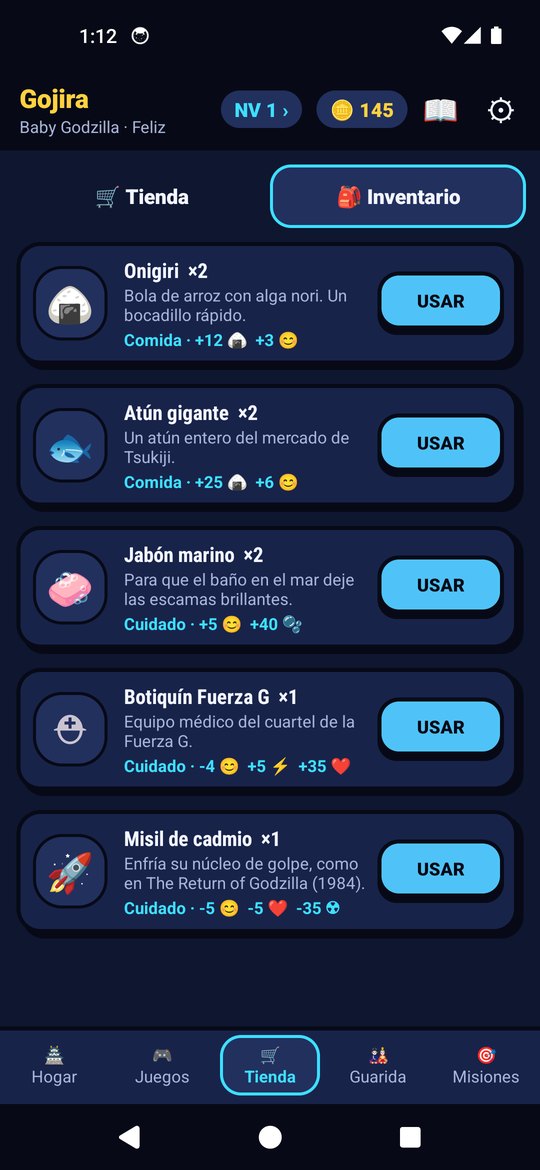 1:12
Gojira
Baby Godzilla · Feliz
NV 1 ›
145
Tienda
Inventario
Onigiri ×2
Bola de arroz con alga nori. Un
bocadillo rápido.
Comida · +12 🍙 +3 😊
USAR
Atún gigante ×2
Un atún entero del mercado de
Tsukiji.
Comida · +25 🍙 +6 😊
USAR
Jabón marino ×2
Para que el baño en el mar deje
las escamas brillantes.
Cuidado · +5 😊 +40 🫧
USAR
Botiquín Fuerza G ×1
Equipo médico del cuartel de la
Fuerza G.
Cuidado · -4 😊 +5 ⚡ +35 ❤️
USAR
Misil de cadmio ×1
Enfría su núcleo de golpe, como
en The Return of Godzilla (1984).
Cuidado · -5 😊 -5 ❤️ -35 ☢
USAR
Hogar
Juegos
Tienda
Guarida
Misiones